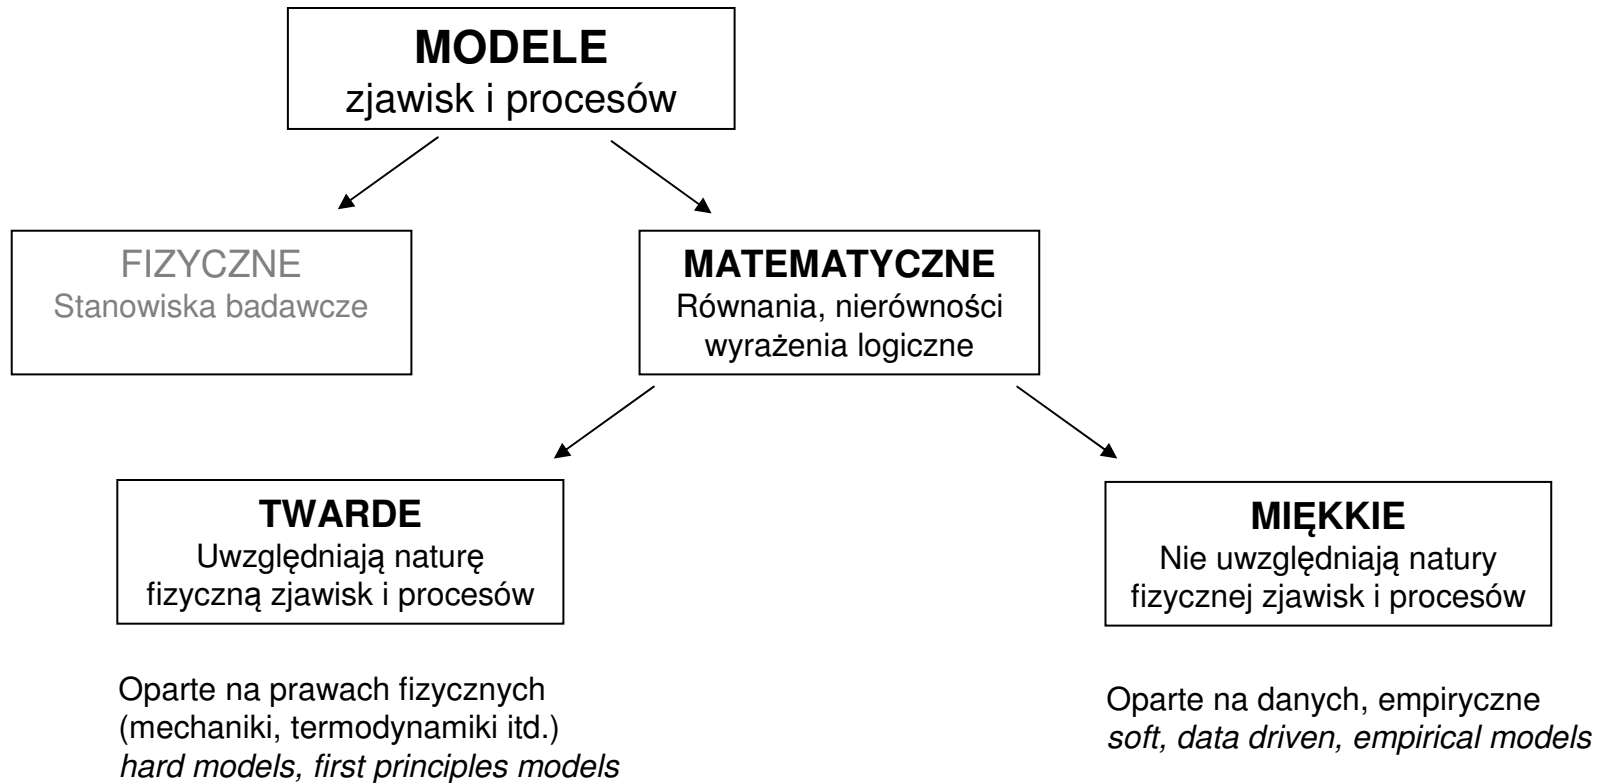 MODELE
zjawisk i procesów
FIZYCZNE
Stanowiska badawcze
MATEMATYCZNE
Równania, nierówności
wyrażenia logiczne
TWARDE
Uwzględniają naturę
fizyczną zjawisk i procesów
MIĘKKIE
Nie uwzględniają natury
fizycznej zjawisk i procesów
Oparte na prawach fizycznych
(mechaniki, termodynamiki itd.)
hard models, first principles models
Oparte na danych, empiryczne
soft, data driven, empirical models